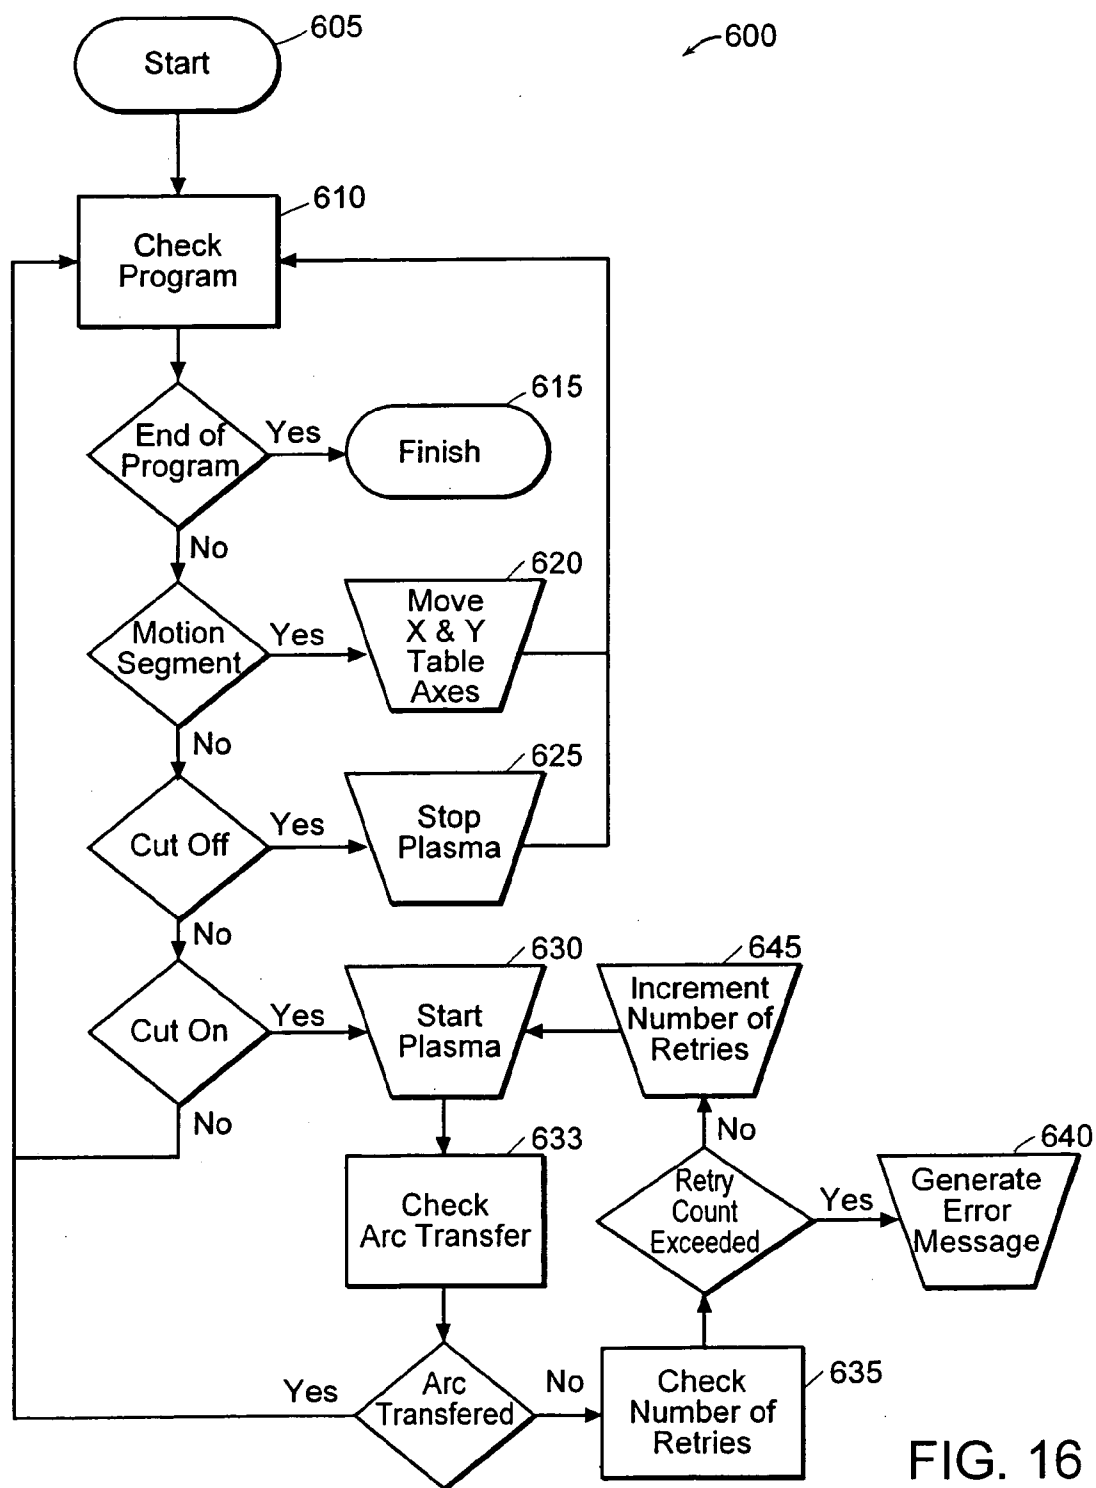 605
600
Start
610
Check
Program
615
End of
Program
Yes
Finish
No
620
Motion
Segment
Yes
Move
X & Y
Table
Axes
No
625
Cut Off
Yes
Stop
Plasma
No
630
645
Cut On
Yes
Start
Plasma
Increment
Number of
Retries
No
633
No
640
Check
Arc Transfer
Retry
Count
Exceeded
Yes
Generate
Error
Message
Yes
Arc
Transfered
No
Check
Number of
Retries
635
FIG. 16